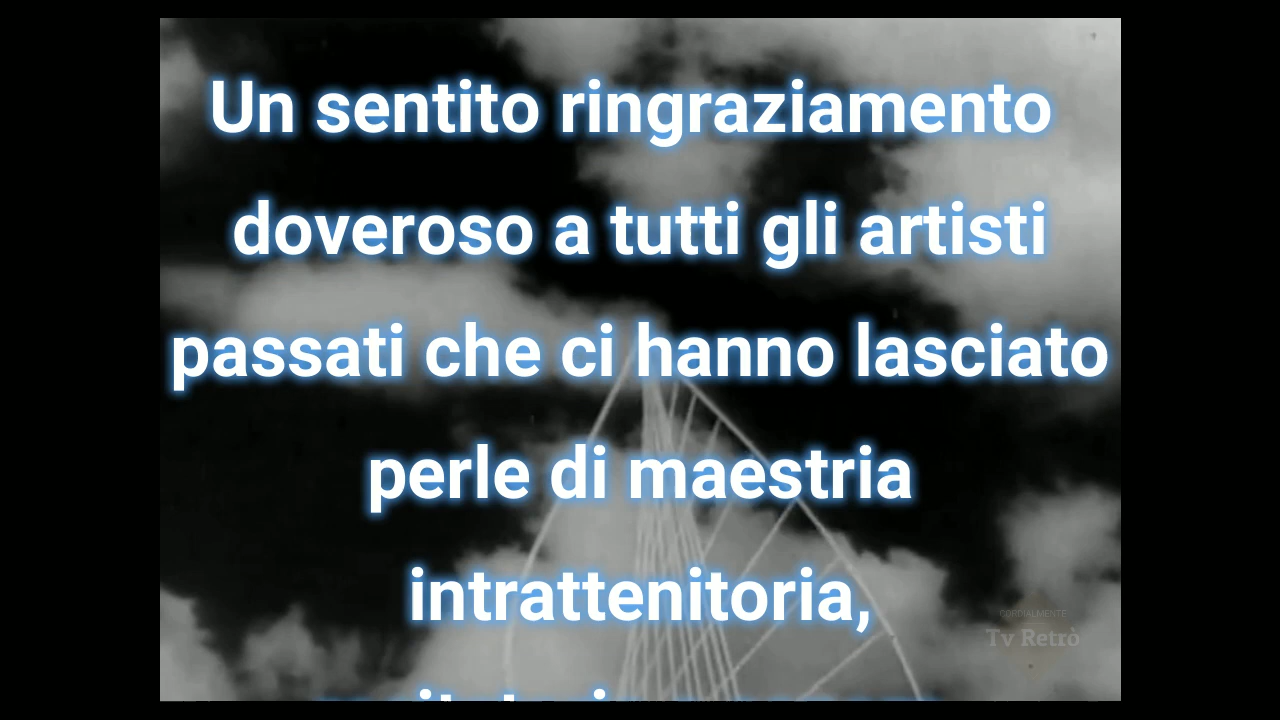 Un sentito ringraziamento
doveroso a tutti gli artisti
passati che ci hanno lasciato
perle di maestria
intrattenitoria,
CORDIALMENTE
Tv Retrò